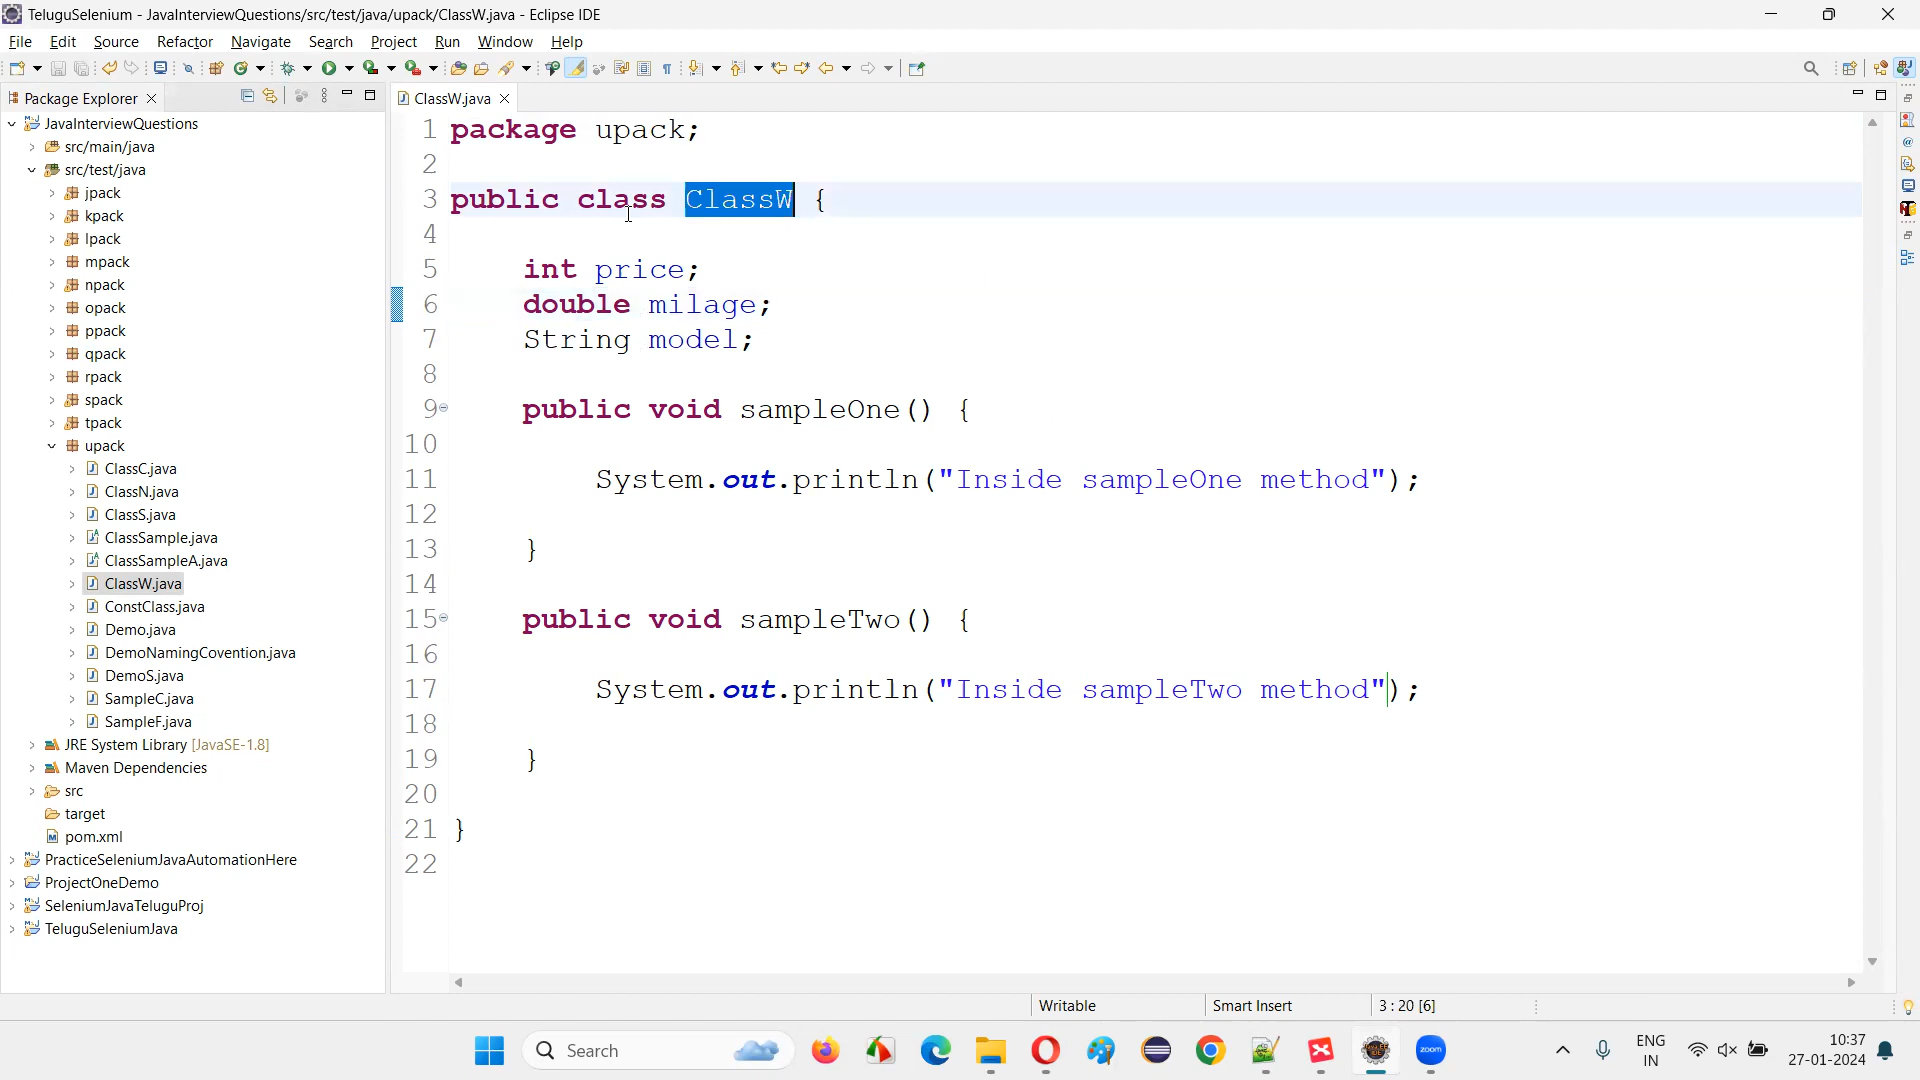 TeluguSelenium - JavaInterviewQuestions/src/test/java/upack/ClassW.java - Eclipse IDE
File Edit Source Refactor Navigate Search Project Run Window Help
Package Explorer
JavaInterviewQuestions
src/main/java
src/test/java
jpack
kpack
lpack
mpack
npack
opack
ppack
qpack
rpack
spack
tpack
upack
ClassC.java
ClassN.java
ClassS.java
ClassSample.java
ClassSampleA.java
ClassW.java
ConstClass.java
Demo.java
DemoNamingCovention.java
DemoS.java
SampleC.java
SampleF.java
JRE System Library [JavaSE-1.8]
Maven Dependencies
src
target
pom.xml
PracticeSeleniumJavaAutomationHere
ProjectOneDemo
SeleniumJavaTeluguProj
TeluguSeleniumJava
ClassW.java
1 package upack;
2
3 public class ClassW {
4
5 int price;
6 double milage;
7 String model;
8
9 public void sampleOne() {
10
11 System.out.println("Inside sampleOne method");
12
13 }
14
15 public void sampleTwo() {
16
17 System.out.println("Inside sampleTwo method");
18
19 }
20
21 }
22
Writable Smart Insert 3 : 20 [6]
Search
zoom
ENG
IN
10:37
27-01-2024